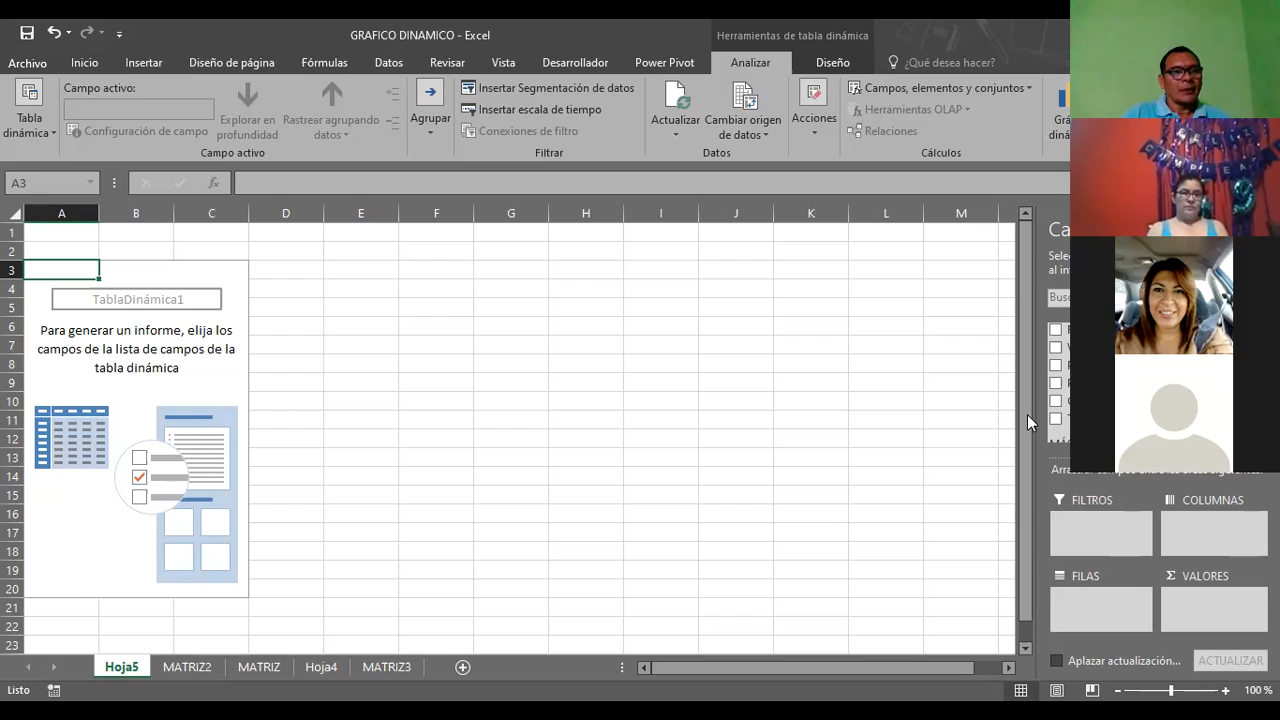 GRAFICO DINAMICO - Excel
Herramientas de tabla dinámica
Archivo
Inicio
Insertar
Diseño de página
Fórmulas
Datos
Revisar
Vista
Desarrollador
Power Pivot
Analizar
Diseño
¿Qué desea hacer?
Tabla
dinámica
Campo activo:
Configuración de campo
Explorar en
profundidad
Rastrear agrupando
datos
Campo activo
Agrupar
Insertar Segmentación de datos
Insertar escala de tiempo
Conexiones de filtro
Filtrar
Actualizar
Cambiar origen
de datos
Datos
Acciones
Campos, elementos y conjuntos
Herramientas OLAP
Relaciones
Cálculos
A3
fx
A B C D E F G H I J K L M
1
2
3
4
5
6
7
8
9
10
11
12
13
14
15
16
17
18
19
20
21
22
23
TablaDinámica1
Para generar un informe, elija los
campos de la lista de campos de la
tabla dinámica
al in
Busc
FILTROS
COLUMNAS
FILAS
Σ VALORES
Aplazar actualización...
ACTUALIZAR
Hoja5
MATRIZ2
MATRIZ
Hoja4
MATRIZ3
Listo
100 %